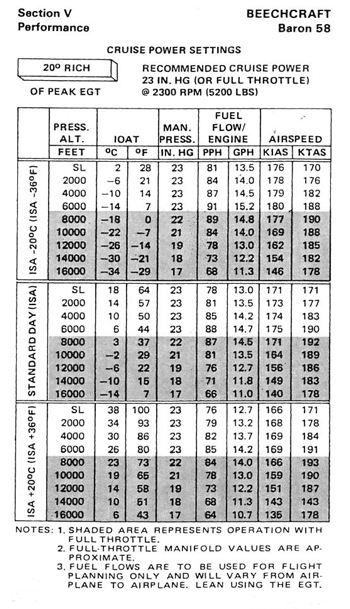 Section V BEECHCRAFT
Performance Baron 58
CRUISE POWER SETTINGS
20º RICH RECOMMENDED CRUISE POWER
23 IN. HG (OR FULL THROTTLE)
OF PEAK EGT @ 2300 RPM (5200 LBS)
FUEL
PRESS. MAN. FLOW/
ALT. IOAT PRESS. ENGINE AIRSPEED
FEET ºC ºF IN. HG PPH GPH KIAS KTAS
ISA -20ºC (ISA -36ºF)
SL 2 28 23 81 13.5 176 170
2000 -6 21 23 84 14.0 178 176
4000 -10 14 23 87 14.5 179 182
6000 -14 7 23 91 15.2 180 188
8000 -18 0 22 89 14.8 177 190
10000 -22 -7 21 84 14.0 169 188
12000 -26 -14 19 78 13.0 162 185
14000 -30 -21 18 73 12.2 154 182
16000 -34 -29 17 68 11.3 146 178
STANDARD DAY (ISA)
SL 18 64 23 78 13.0 171 171
2000 14 57 23 81 13.5 173 177
4000 10 50 23 85 14.2 174 183
6000 6 44 23 88 14.7 175 190
8000 3 37 22 87 14.5 171 192
10000 -2 29 21 81 13.5 164 189
12000 -6 22 19 76 12.7 156 186
14000 -10 15 18 71 11.8 149 183
16000 -14 7 17 66 11.0 140 178
ISA +20ºC (ISA +36ºF)
SL 38 100 23 76 12.7 166 171
2000 34 93 23 79 13.2 168 178
4000 30 86 23 82 13.7 169 184
6000 26 80 23 85 14.2 169 191
8000 23 73 22 84 14.0 166 193
10000 19 65 21 78 13.0 159 190
12000 14 58 19 73 12.2 151 187
14000 10 51 18 68 11.3 143 143
16000 6 43 17 64 10.7 135 178
NOTES: 1. SHADED AREA REPRESENTS OPERATION WITH
FULL THROTTLE.
2. FULL-THROTTLE MANIFOLD VALUES ARE AP-
PROXIMATE.
3. FUEL FLOWS ARE TO BE USED FOR FLIGHT
PLANNING ONLY AND WILL VARY FROM AIR-
PLANE TO AIRPLANE. LEAN USING THE EGT.